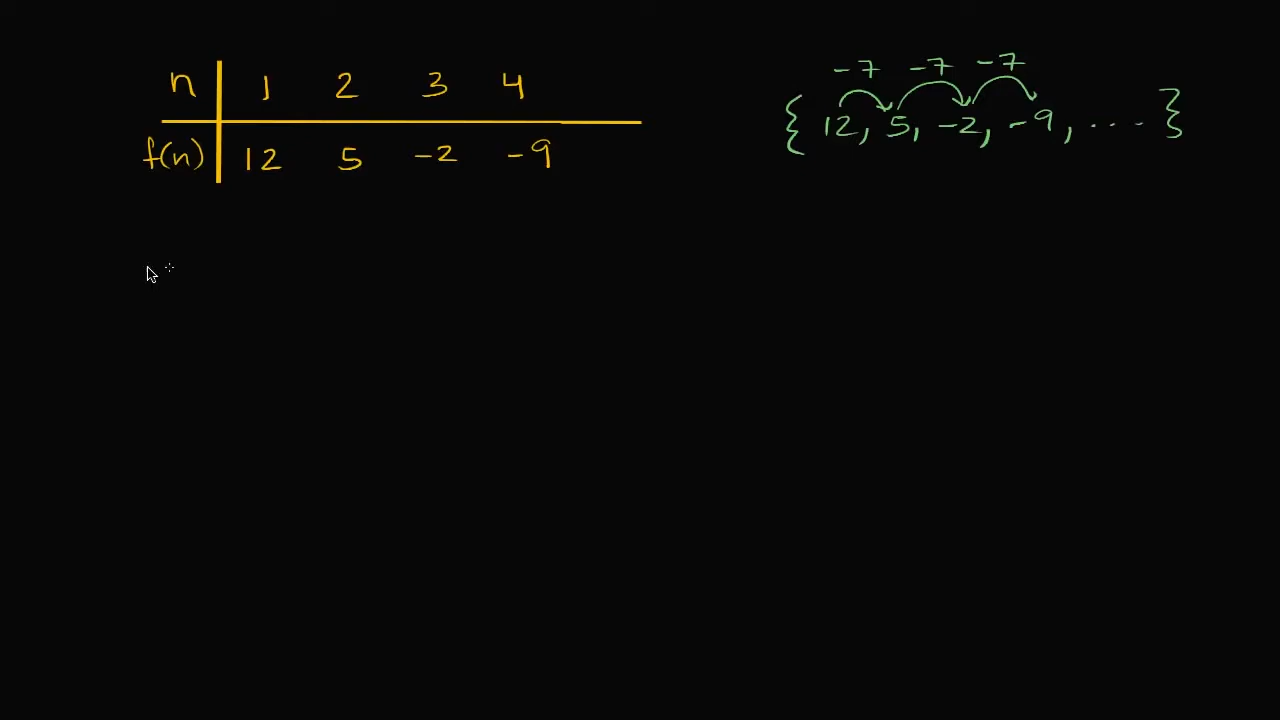 n 1 2 3 4
f(n) 12 5 -2 -9
-7 -7 -7
{ 12, 5, -2, -9, .... }